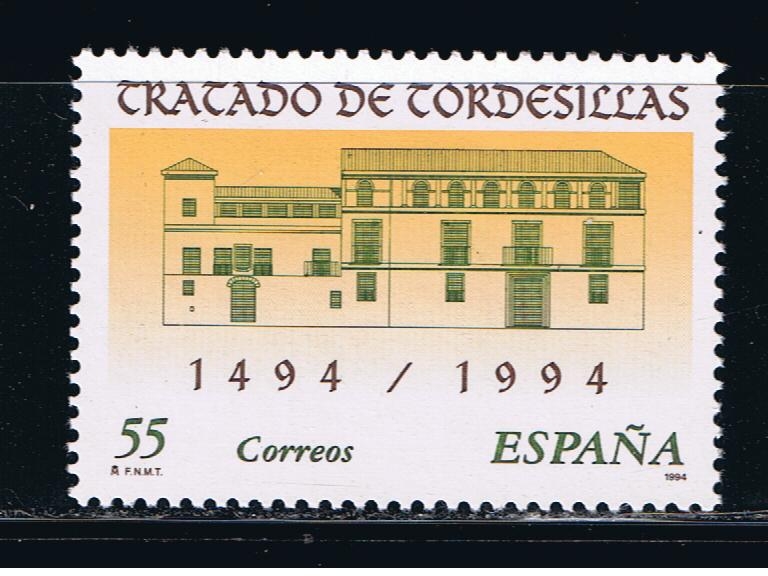 TRATADO DE TORDESILLAS
1494 / 1994
55 Correos ESPAÑA
F.N.M.T. 1994